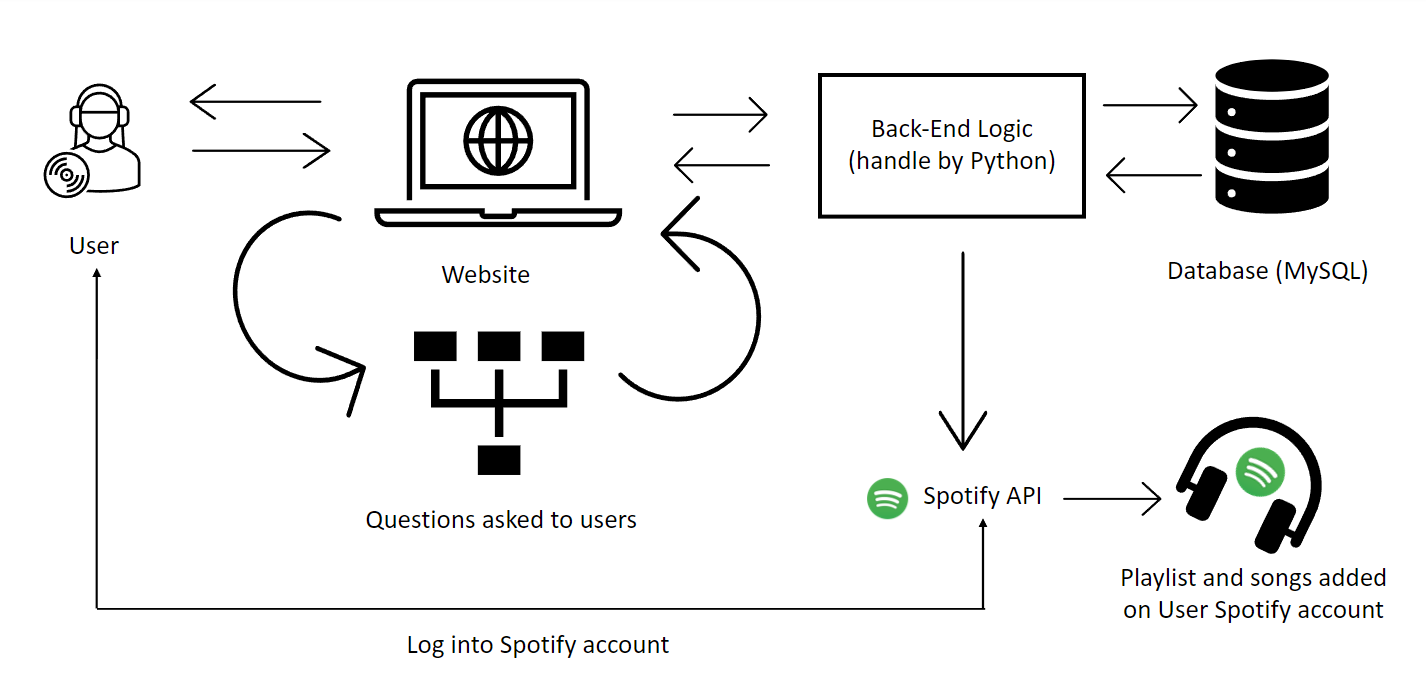 Back-End Logic
(handle by Python)
User
Website
Database (MySQL)
Questions asked to users
Spotify API
Playlist and songs added
on User Spotify account
Log into Spotify account